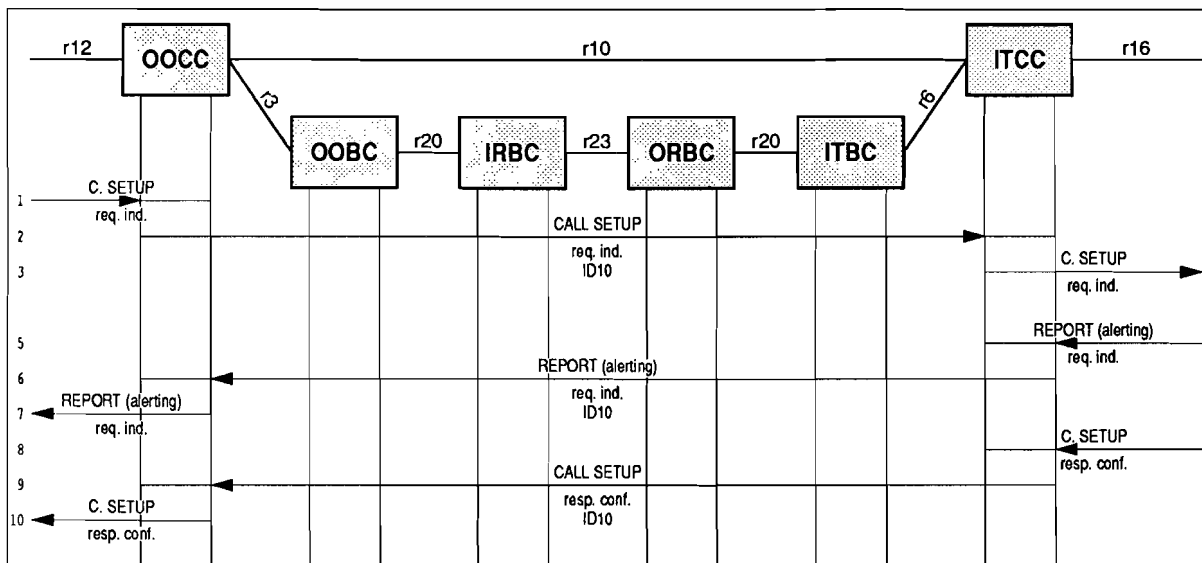 r12
OOCC
r10
ITCC
r16
r3
r6
OOBC
r20
IRBC
r23
ORBC
r20
ITBC
1
C. SETUP
req. ind.
2
CALL SETUP
req. ind.
ID10
3
C. SETUP
req. ind.
5
REPORT (alerting)
req. ind.
6
REPORT (alerting)
req. ind.
ID10
7
REPORT (alerting)
req. ind.
8
C. SETUP
resp. conf.
9
CALL SETUP
resp. conf.
ID10
10
C. SETUP
resp. conf.